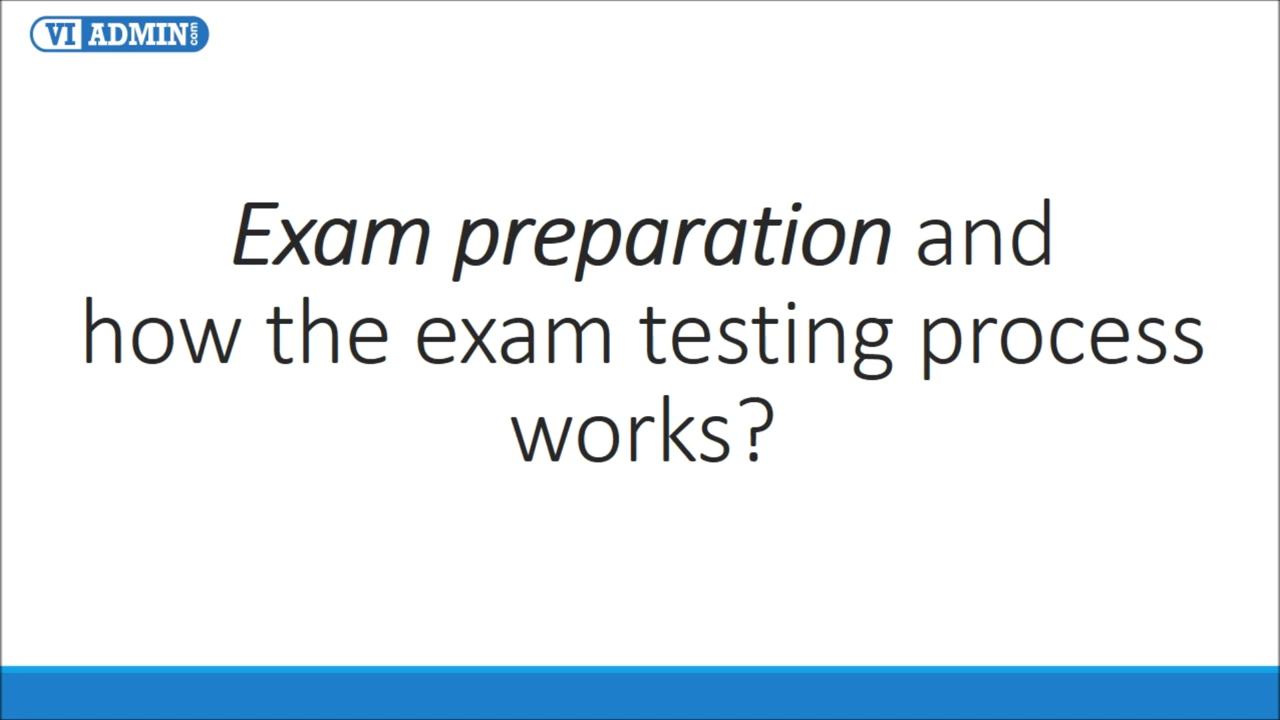 VI ADMIN.com
Exam preparation and
how the exam testing process
works?